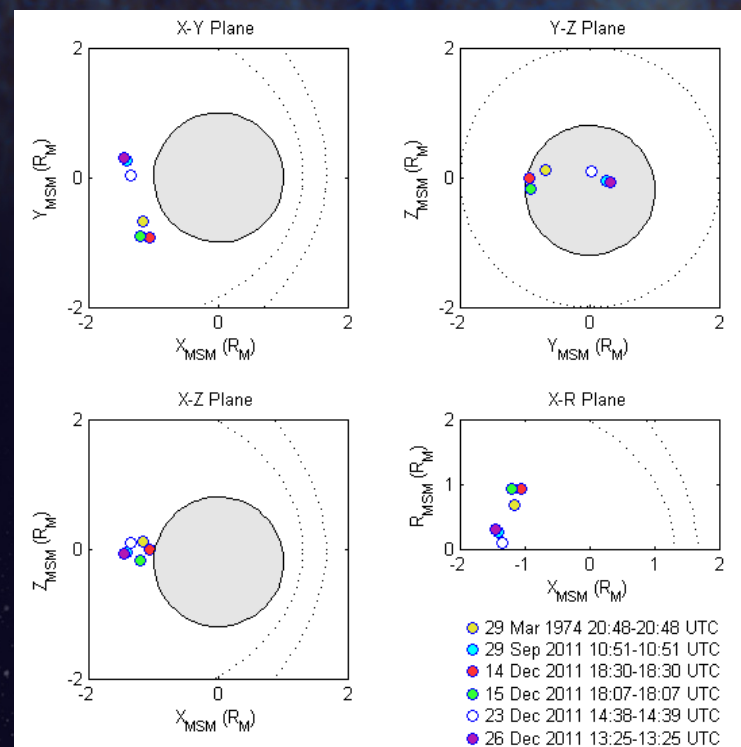 X-Y Plane
2
0
-2
Y_MSM (R_M)
-2 0 2
X_MSM (R_M)
Y-Z Plane
2
0
-2
Z_MSM (R_M)
-2 0 2
Y_MSM (R_M)
X-Z Plane
2
0
-2
Z_MSM (R_M)
-2 0 2
X_MSM (R_M)
X-R Plane
2
1
0
R_MSM (R_M)
-2 -1 0 1 2
X_MSM (R_M)
29 Mar 1974 20:48-20:48 UTC
29 Sep 2011 10:51-10:51 UTC
14 Dec 2011 18:30-18:30 UTC
15 Dec 2011 18:07-18:07 UTC
23 Dec 2011 14:38-14:39 UTC
26 Dec 2011 13:25-13:25 UTC